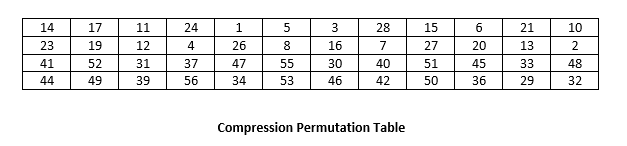 14 17 11 24 1 5 3 28 15 6 21 10
23 19 12 4 26 8 16 7 27 20 13 2
41 52 31 37 47 55 30 40 51 45 33 48
44 49 39 56 34 53 46 42 50 36 29 32
Compression Permutation Table